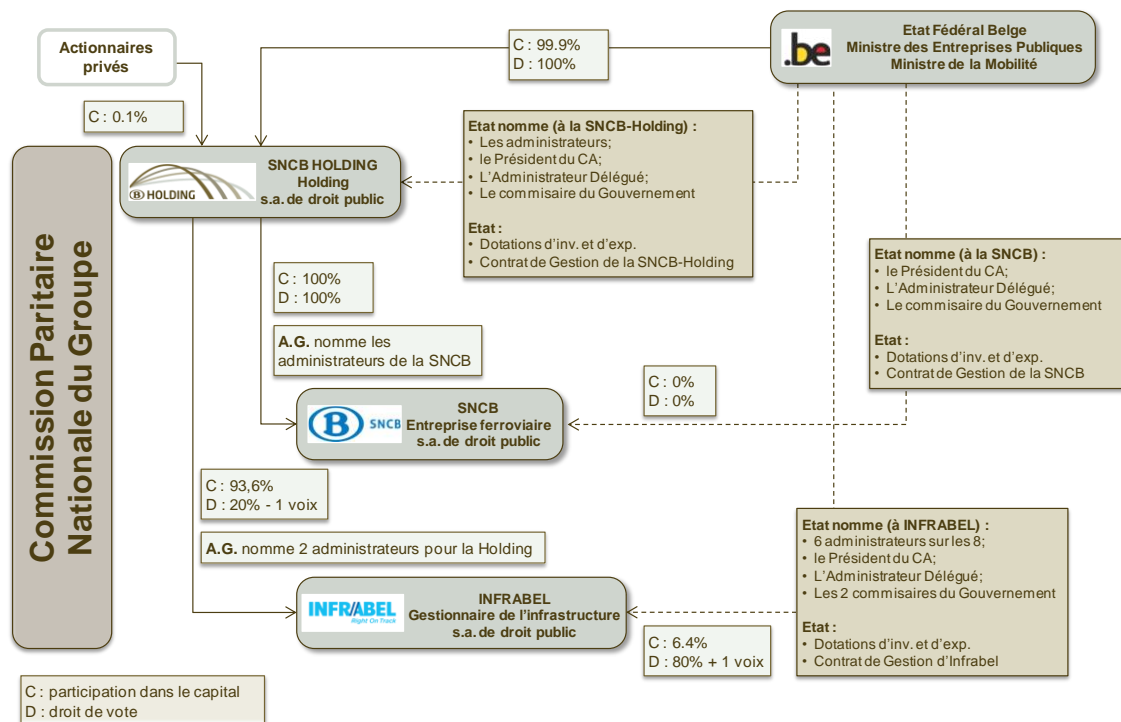 Actionnaires
privés
C : 99.9%
D : 100%
.be
Etat Fédéral Belge
Ministre des Entreprises Publiques
Ministre de la Mobilité
C : 0.1%
Commission Paritaire
Nationale du Groupe
B HOLDING
SNCB HOLDING
Holding
s.a. de droit public
Etat nomme (à la SNCB-Holding) :
• Les administrateurs;
• le Président du CA;
• L'Administrateur Délégué;
• Le commissaire du Gouvernement
Etat :
• Dotations d'inv. et d'exp.
• Contrat de Gestion de la SNCB-Holding
Etat nomme (à la SNCB) :
• le Président du CA;
• L'Administrateur Délégué;
• Le commisaire du Gouvernement
Etat :
• Dotations d'inv. et d'exp.
• Contrat de Gestion de la SNCB
C : 100%
D : 100%
A.G. nomme les
administrateurs de la SNCB
C : 0%
D : 0%
B SNCB
SNCB
Entreprise ferroviaire
s.a. de droit public
C : 93,6%
D : 20% - 1 voix
A.G. nomme 2 administrateurs pour la Holding
Etat nomme (à INFRABEL) :
• 6 administrateurs sur les 8;
• le Président du CA;
• L'Administrateur Délégué;
• Les 2 commisaires du Gouvernement
Etat :
• Dotations d'inv. et d'exp.
• Contrat de Gestion d'Infrabel
INFRABEL
Right On Track
INFRABEL
Gestionnaire de l'infrastructure
s.a. de droit public
C : 6.4%
D : 80% + 1 voix
C : participation dans le capital
D : droit de vote